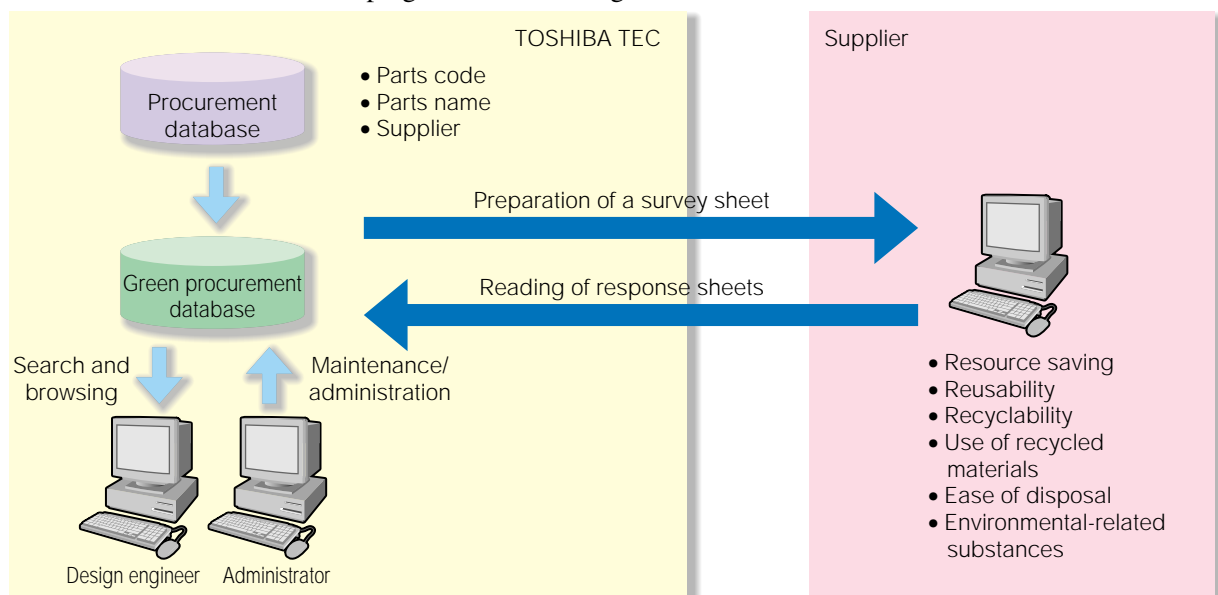 TOSHIBA TEC
Procurement
database
• Parts code
• Parts name
• Supplier
Green procurement
database
Search and
browsing
Maintenance/
administration
Design engineer
Administrator
Preparation of a survey sheet
Reading of response sheets
Supplier
• Resource saving
• Reusability
• Recyclability
• Use of recycled
materials
• Ease of disposal
• Environmental-related
substances